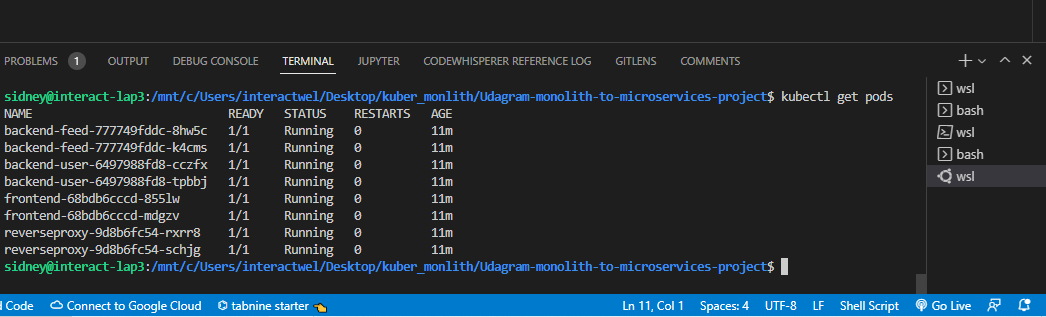 PROBLEMS 1 OUTPUT DEBUG CONSOLE TERMINAL JUPYTER CODEWHISPERER REFERENCE LOG GITLENS COMMENTS
sidney@interact-lap3:/mnt/c/Users/interactwel/Desktop/kuber_monlith/Udagram-monolith-to-microservices-project$ kubectl get pods
NAME READY STATUS RESTARTS AGE
backend-feed-777749fddc-8hw5c 1/1 Running 0 11m
backend-feed-777749fddc-k4cms 1/1 Running 0 11m
backend-user-6497988fd8-cczfx 1/1 Running 0 11m
backend-user-6497988fd8-tpbbj 1/1 Running 0 11m
frontend-68bdb6cccd-855lw 1/1 Running 0 11m
frontend-68bdb6cccd-mdgzv 1/1 Running 0 11m
reverseproxy-9d8b6fc54-rxrr8 1/1 Running 0 11m
reverseproxy-9d8b6fc54-schjg 1/1 Running 0 11m
sidney@interact-lap3:/mnt/c/Users/interactwel/Desktop/kuber_monlith/Udagram-monolith-to-microservices-project$
wsl
bash
wsl
bash
wsl
d Code Connect to Google Cloud tabnine starter Ln 11, Col 1 Spaces: 4 UTF-8 LF Shell Script Go Live